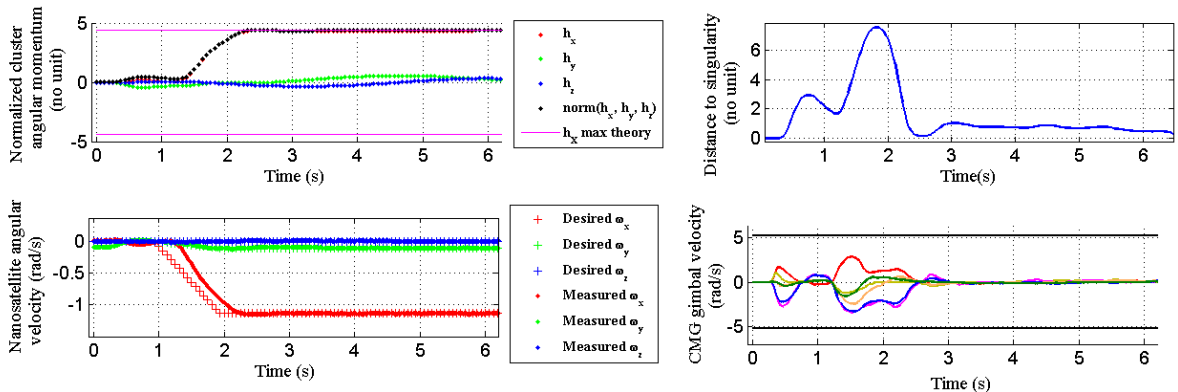 Normalized cluster
angular momentum
(no unit)
5
0
-5
0 1 2 3 4 5 6
Time (s)
h_x
h_y
h_z
norm(h_x, h_y, h_z)
h_x max theory
Distance to singularity
(no unit)
6
4
2
0
1 2 3 4 5 6
Time(s)
Nanosatellite angular
velocity (rad/s)
0
-0.5
-1
0 1 2 3 4 5 6
Time (s)
Desired ω_x
Desired ω_y
Desired ω_z
Measured ω_x
Measured ω_y
Measured ω_z
CMG gimbal velocity
(rad/s)
5
0
-5
0 1 2 3 4 5 6
Time (s)